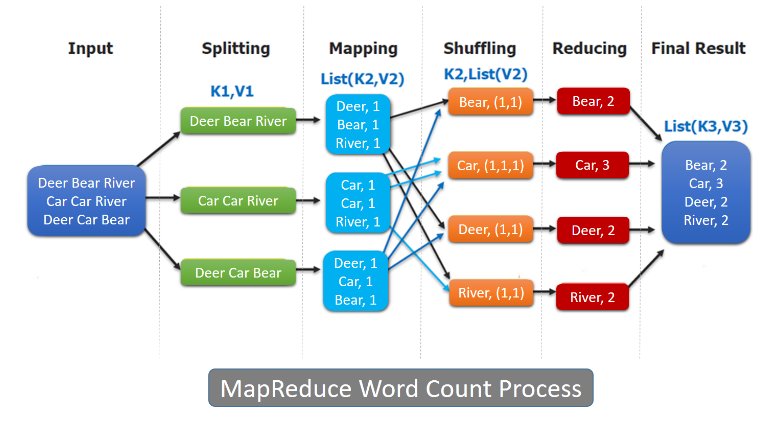 Input
Splitting
Mapping
Shuffling
Reducing
Final Result
K1,V1
List(K2,V2)
K2,List(V2)
List(K3,V3)
Deer Bear River
Car Car River
Deer Car Bear
Deer Bear River
Car Car River
Deer Car Bear
Deer, 1
Bear, 1
River, 1
Car, 1
Car, 1
River, 1
Deer, 1
Car, 1
Bear, 1
Bear, (1,1)
Car, (1,1,1)
Deer, (1,1)
River, (1,1)
Bear, 2
Car, 3
Deer, 2
River, 2
Bear, 2
Car, 3
Deer, 2
River, 2
MapReduce Word Count Process